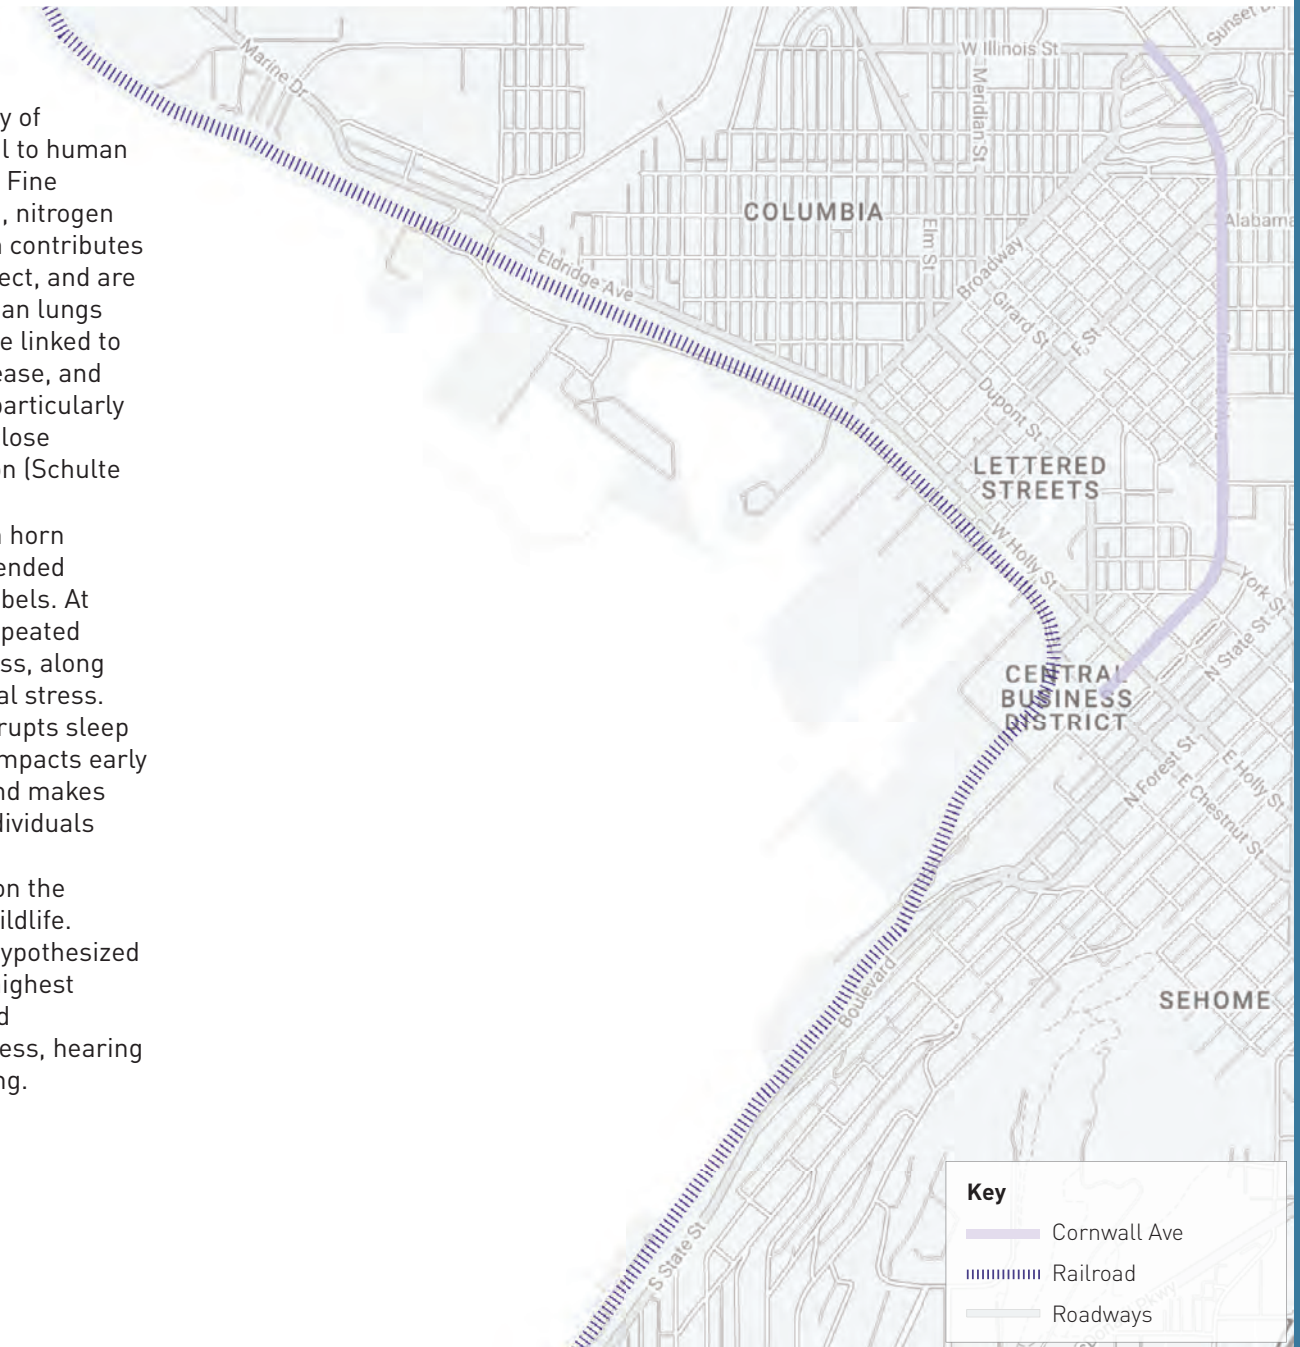 y of
l to human
Fine
, nitrogen
contributes
ect, and are
an lungs
e linked to
ease, and
particularly
lose
on (Schulte
horn
ended
bels. At
peated
ss, along
al stress.
rupts sleep
impacts early
nd makes
dividuals
on the
ildlife.
ypothesized
ighest
d
ess, hearing
ng.
Marine Dr
W Illinois St
Sunset
Meridian St
COLUMBIA
Elm St
Alabama
Eldridge Ave
Broadway
Girard St
F St
Dupont St
LETTERED
STREETS
W Holly St
York St
N State St
CENTRAL
BUSINESS
DISTRICT
N Forest St
E Holly St
E Chestnut St
Boulevard
SEHOME
S State St
Key
Cornwall Ave
Railroad
Roadways
Pkwy